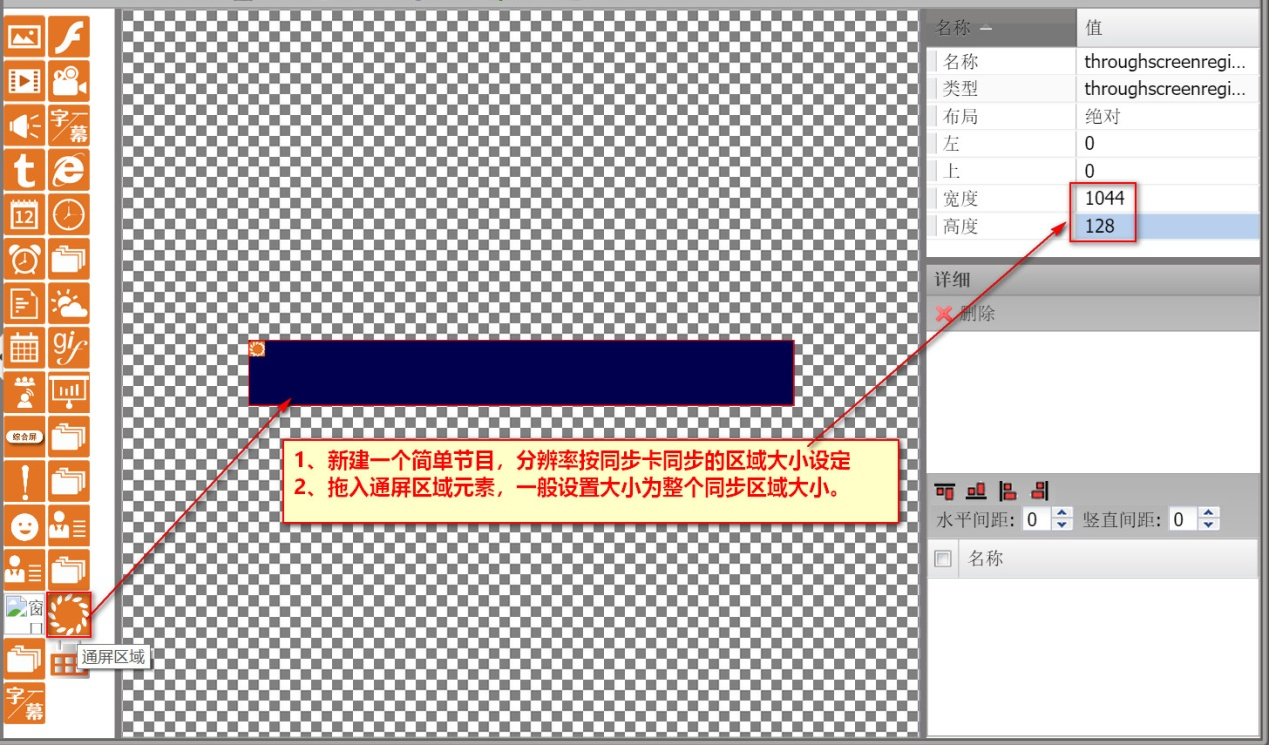 字
幕
t
e
12
gif
综合屏
!
窗
口
通屏区域
字
幕
1、新建一个简单节目，分辨率按同步卡同步的区域大小设定
2、拖入通屏区域元素，一般设置大小为整个同步区域大小。
名称 值
名称 throughscreenregi...
类型 throughscreenregi...
布局 绝对
左 0
上 0
宽度 1044
高度 128
详细
删除
水平间距: 0 竖直间距: 0
名称